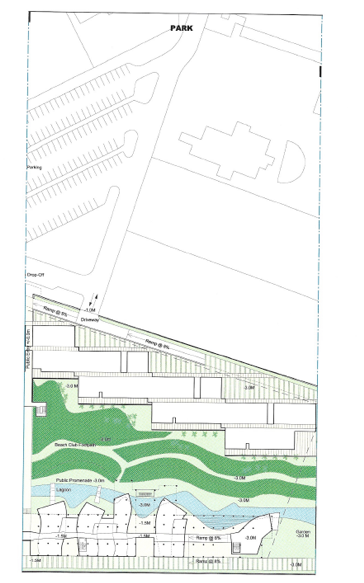 PARK
Parking
Drop-Off
-1.0M
Driveway
Ramp @ 8%
Ramp @ 8%
-3.0 M
-3.0M
Beach Club
-3.0M
Public Promenade -3.0m
-3.0M
Lagoon
-3.0M
-1.5M
-1.5M
Garden
-3.0 M
-1.5M
-1.5M
Ramp @ 8%
-3.0M
-1.5M
Ramp @ 8%
-3.0M